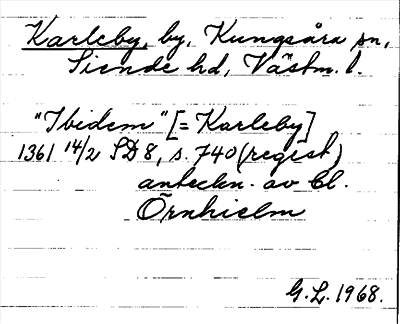 Karleby, by, Kungsåra sn,
Siende hd, Västm. l.
"Ibidem" [= Karleby]
1361 14/2 SD 8, s. 740 (regest)
anteckn. av Cl.
Örnhielm
G.L. 1968.